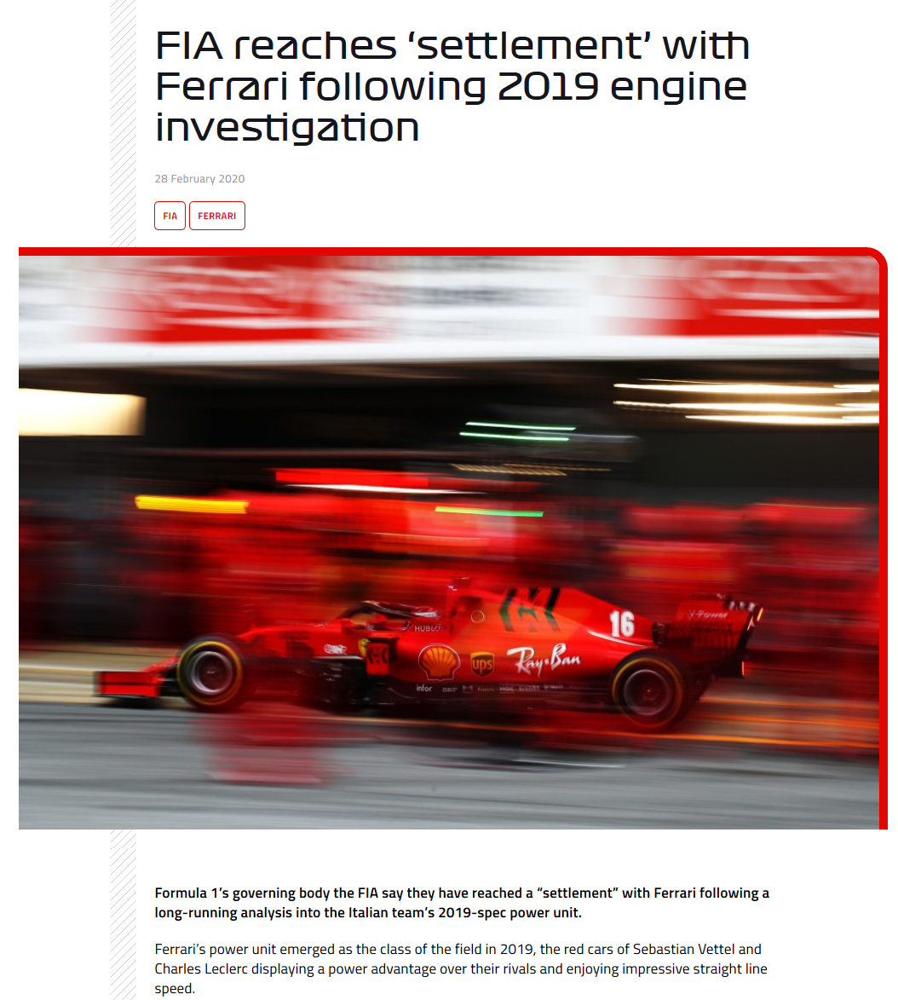 FIA reaches ‘settlement’ with
Ferrari following 2019 engine
investigation
28 February 2020
FIA FERRARI
V-Power
16
HUBLOT
ups
Ray-Ban
infor
Formula 1’s governing body the FIA say they have reached a “settlement” with Ferrari following a
long-running analysis into the Italian team’s 2019-spec power unit.
Ferrari’s power unit emerged as the class of the field in 2019, the red cars of Sebastian Vettel and
Charles Leclerc displaying a power advantage over their rivals and enjoying impressive straight line
speed.